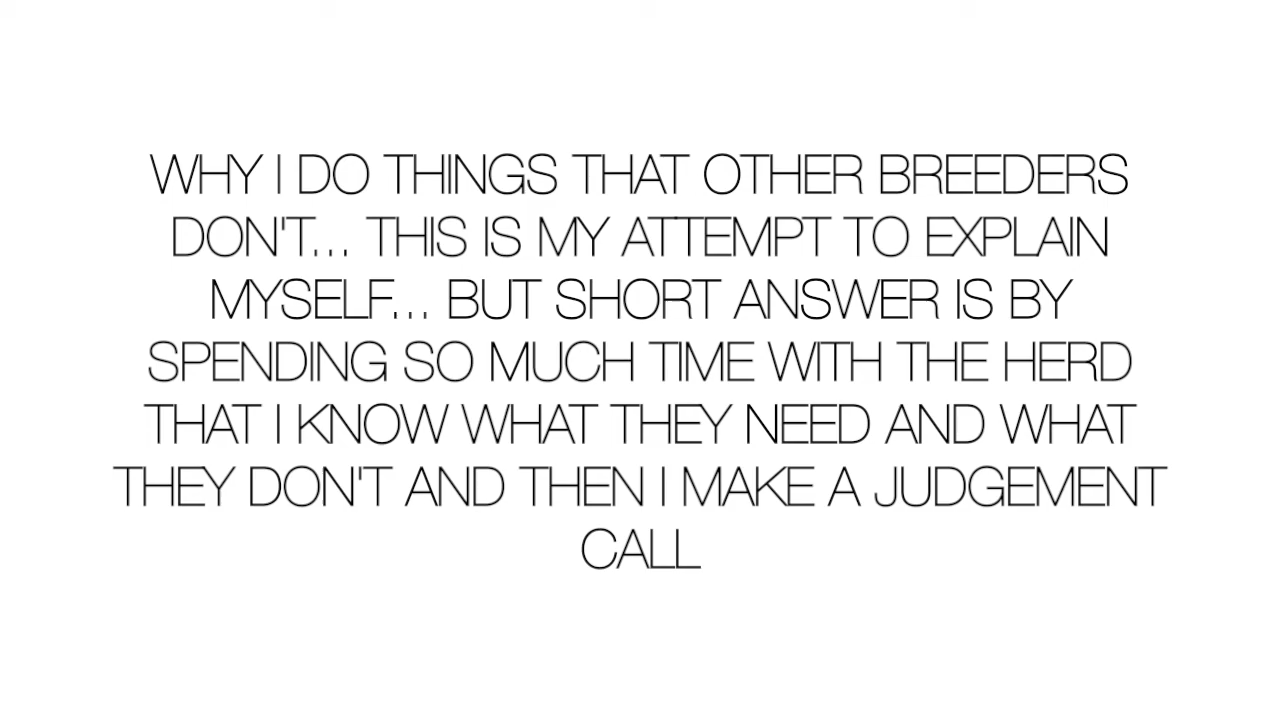 WHY I DO THINGS THAT OTHER BREEDERS
DON'T... THIS IS MY ATTEMPT TO EXPLAIN
MYSELF... BUT SHORT ANSWER IS BY
SPENDING SO MUCH TIME WITH THE HERD
THAT I KNOW WHAT THEY NEED AND WHAT
THEY DON'T AND THEN I MAKE A JUDGEMENT
CALL